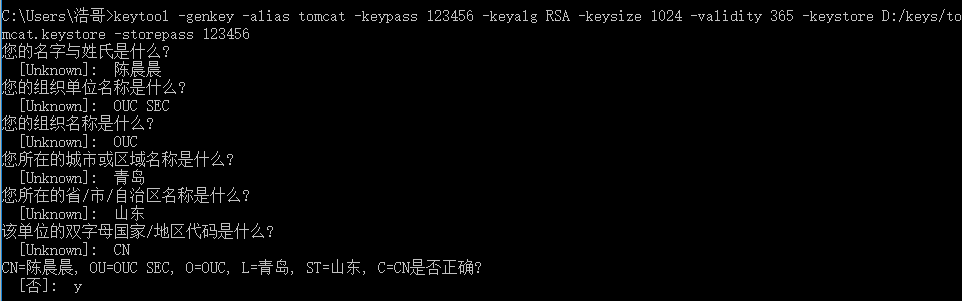 C:\Users\浩哥>keytool -genkey -alias tomcat -keypass 123456 -keyalg RSA -keysize 1024 -validity 365 -keystore D:/keys/to
mcat.keystore -storepass 123456
您的名字与姓氏是什么?
[Unknown]: 陈晨晨
您的组织单位名称是什么?
[Unknown]: OUC SEC
您的组织名称是什么?
[Unknown]: OUC
您所在的城市或区域名称是什么?
[Unknown]: 青岛
您所在的省/市/自治区名称是什么?
[Unknown]: 山东
该单位的双字母国家/地区代码是什么?
[Unknown]: CN
CN=陈晨晨, OU=OUC SEC, O=OUC, L=青岛, ST=山东, C=CN是否正确?
[否]: y